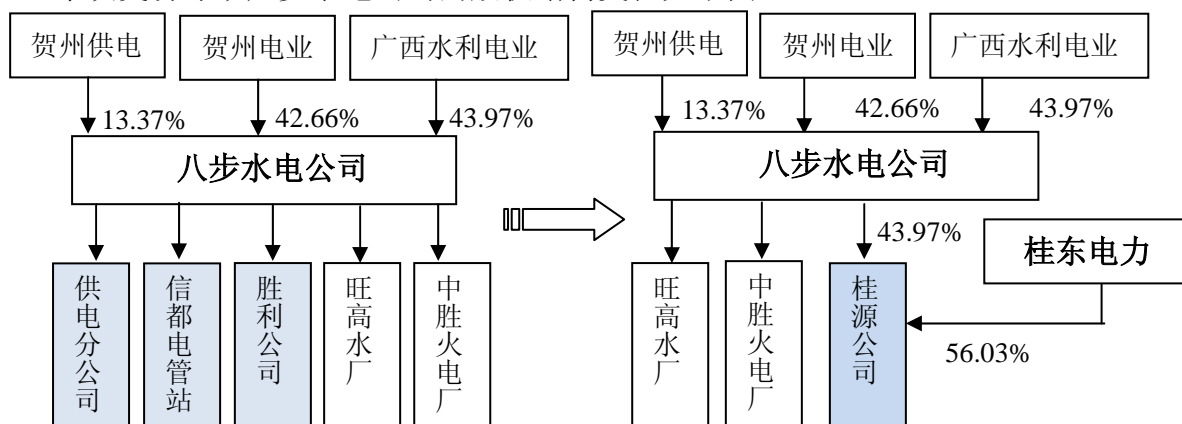 贺州供电
贺州电业
广西水利电业
13.37%
42.66%
43.97%
八步水电公司
供电分公司
信都电管站
胜利公司
旺高水厂
中胜火电厂
贺州供电
贺州电业
广西水利电业
13.37%
42.66%
43.97%
八步水电公司
43.97%
桂东电力
旺高水厂
中胜火电厂
桂源公司
56.03%